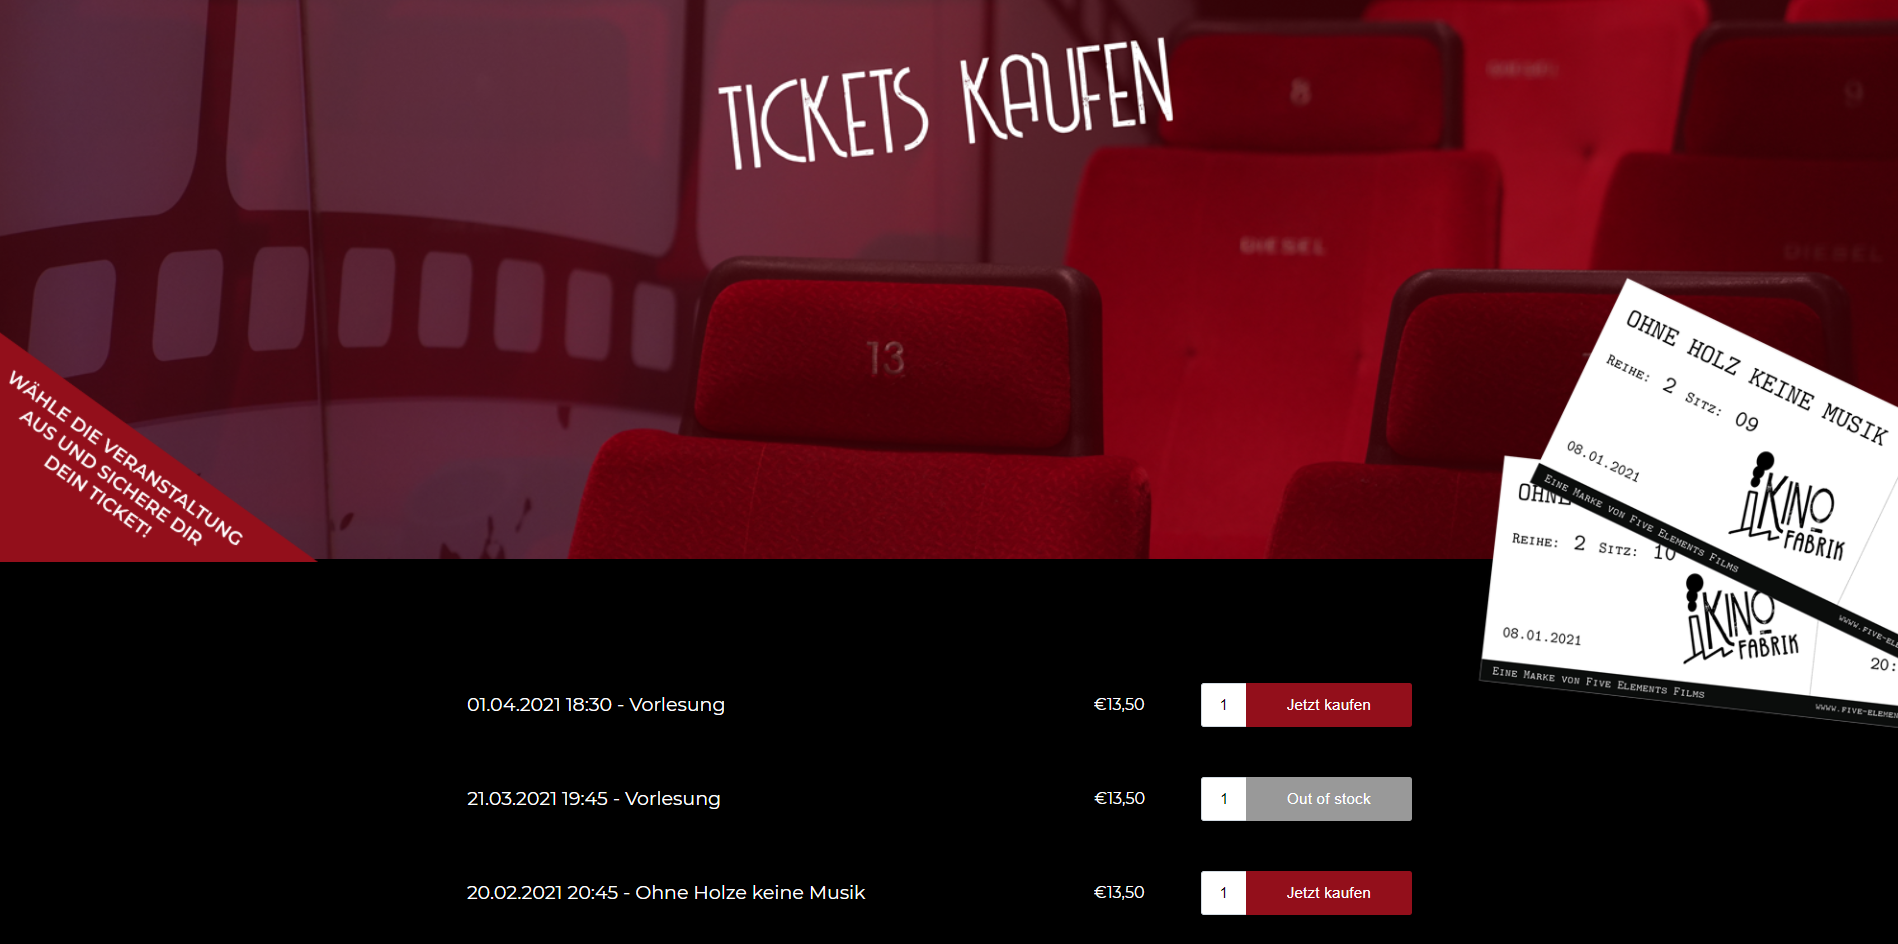 TICKETS KAUFEN
8
9
DIESEL
DIESEL
13
WÄHLE DIE VERANSTALTUNG
AUS UND SICHERE DIR
DEIN TICKET!
OHNE HOLZ KEINE MUSIK
REIHE: 2 SITZ: 09
08.01.2021
KINO
FABRIK
EINE MARKE VON FIVE ELEMENTS FILMS
WWW.FIVE-EL
OHNE
REIHE: 2 SITZ: 10
08.01.2021
KINO
FABRIK
20:
EINE MARKE VON FIVE ELEMENTS FILMS
WWW.FIVE-ELEMEN
01.04.2021 18:30 - Vorlesung €13,50 1 Jetzt kaufen
21.03.2021 19:45 - Vorlesung €13,50 1 Out of stock
20.02.2021 20:45 - Ohne Holze keine Musik €13,50 1 Jetzt kaufen